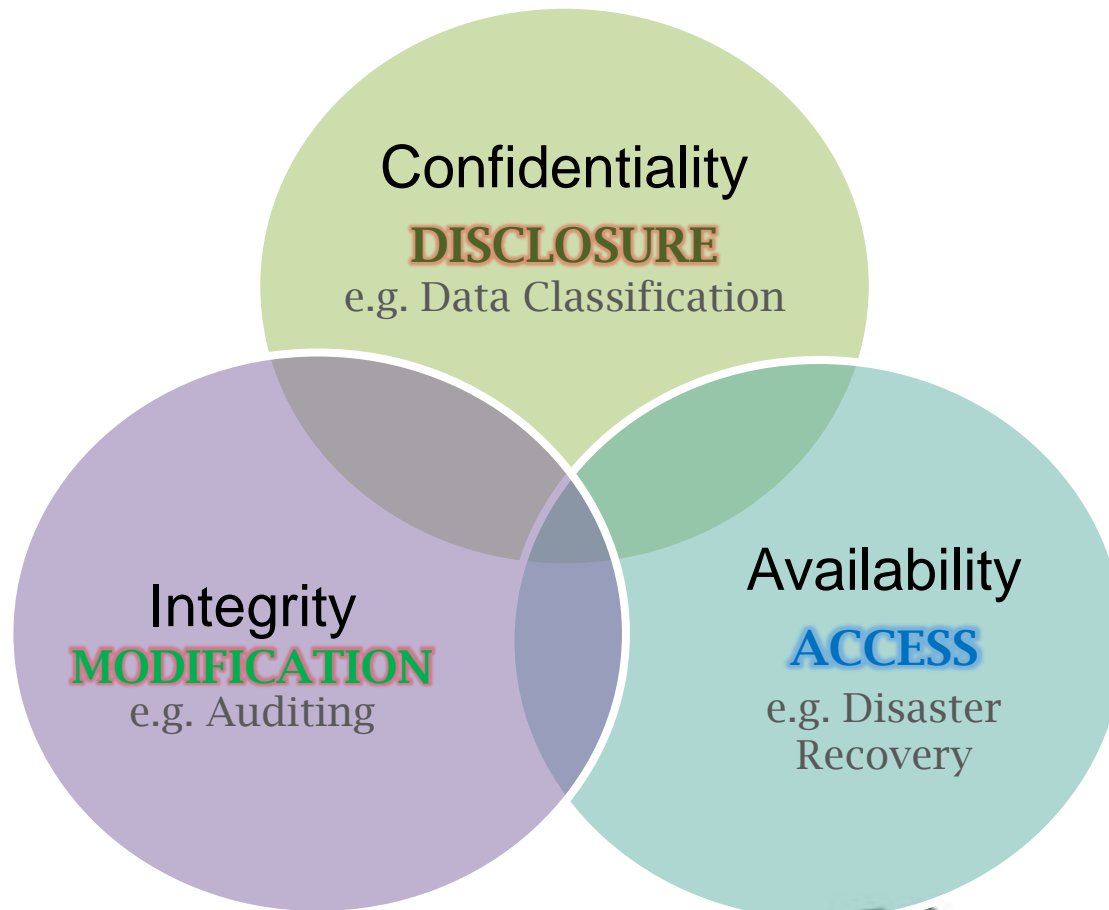 Confidentiality
DISCLOSURE
e.g. Data Classification
Integrity
MODIFICATION
e.g. Auditing
Availability
ACCESS
e.g. Disaster
Recovery